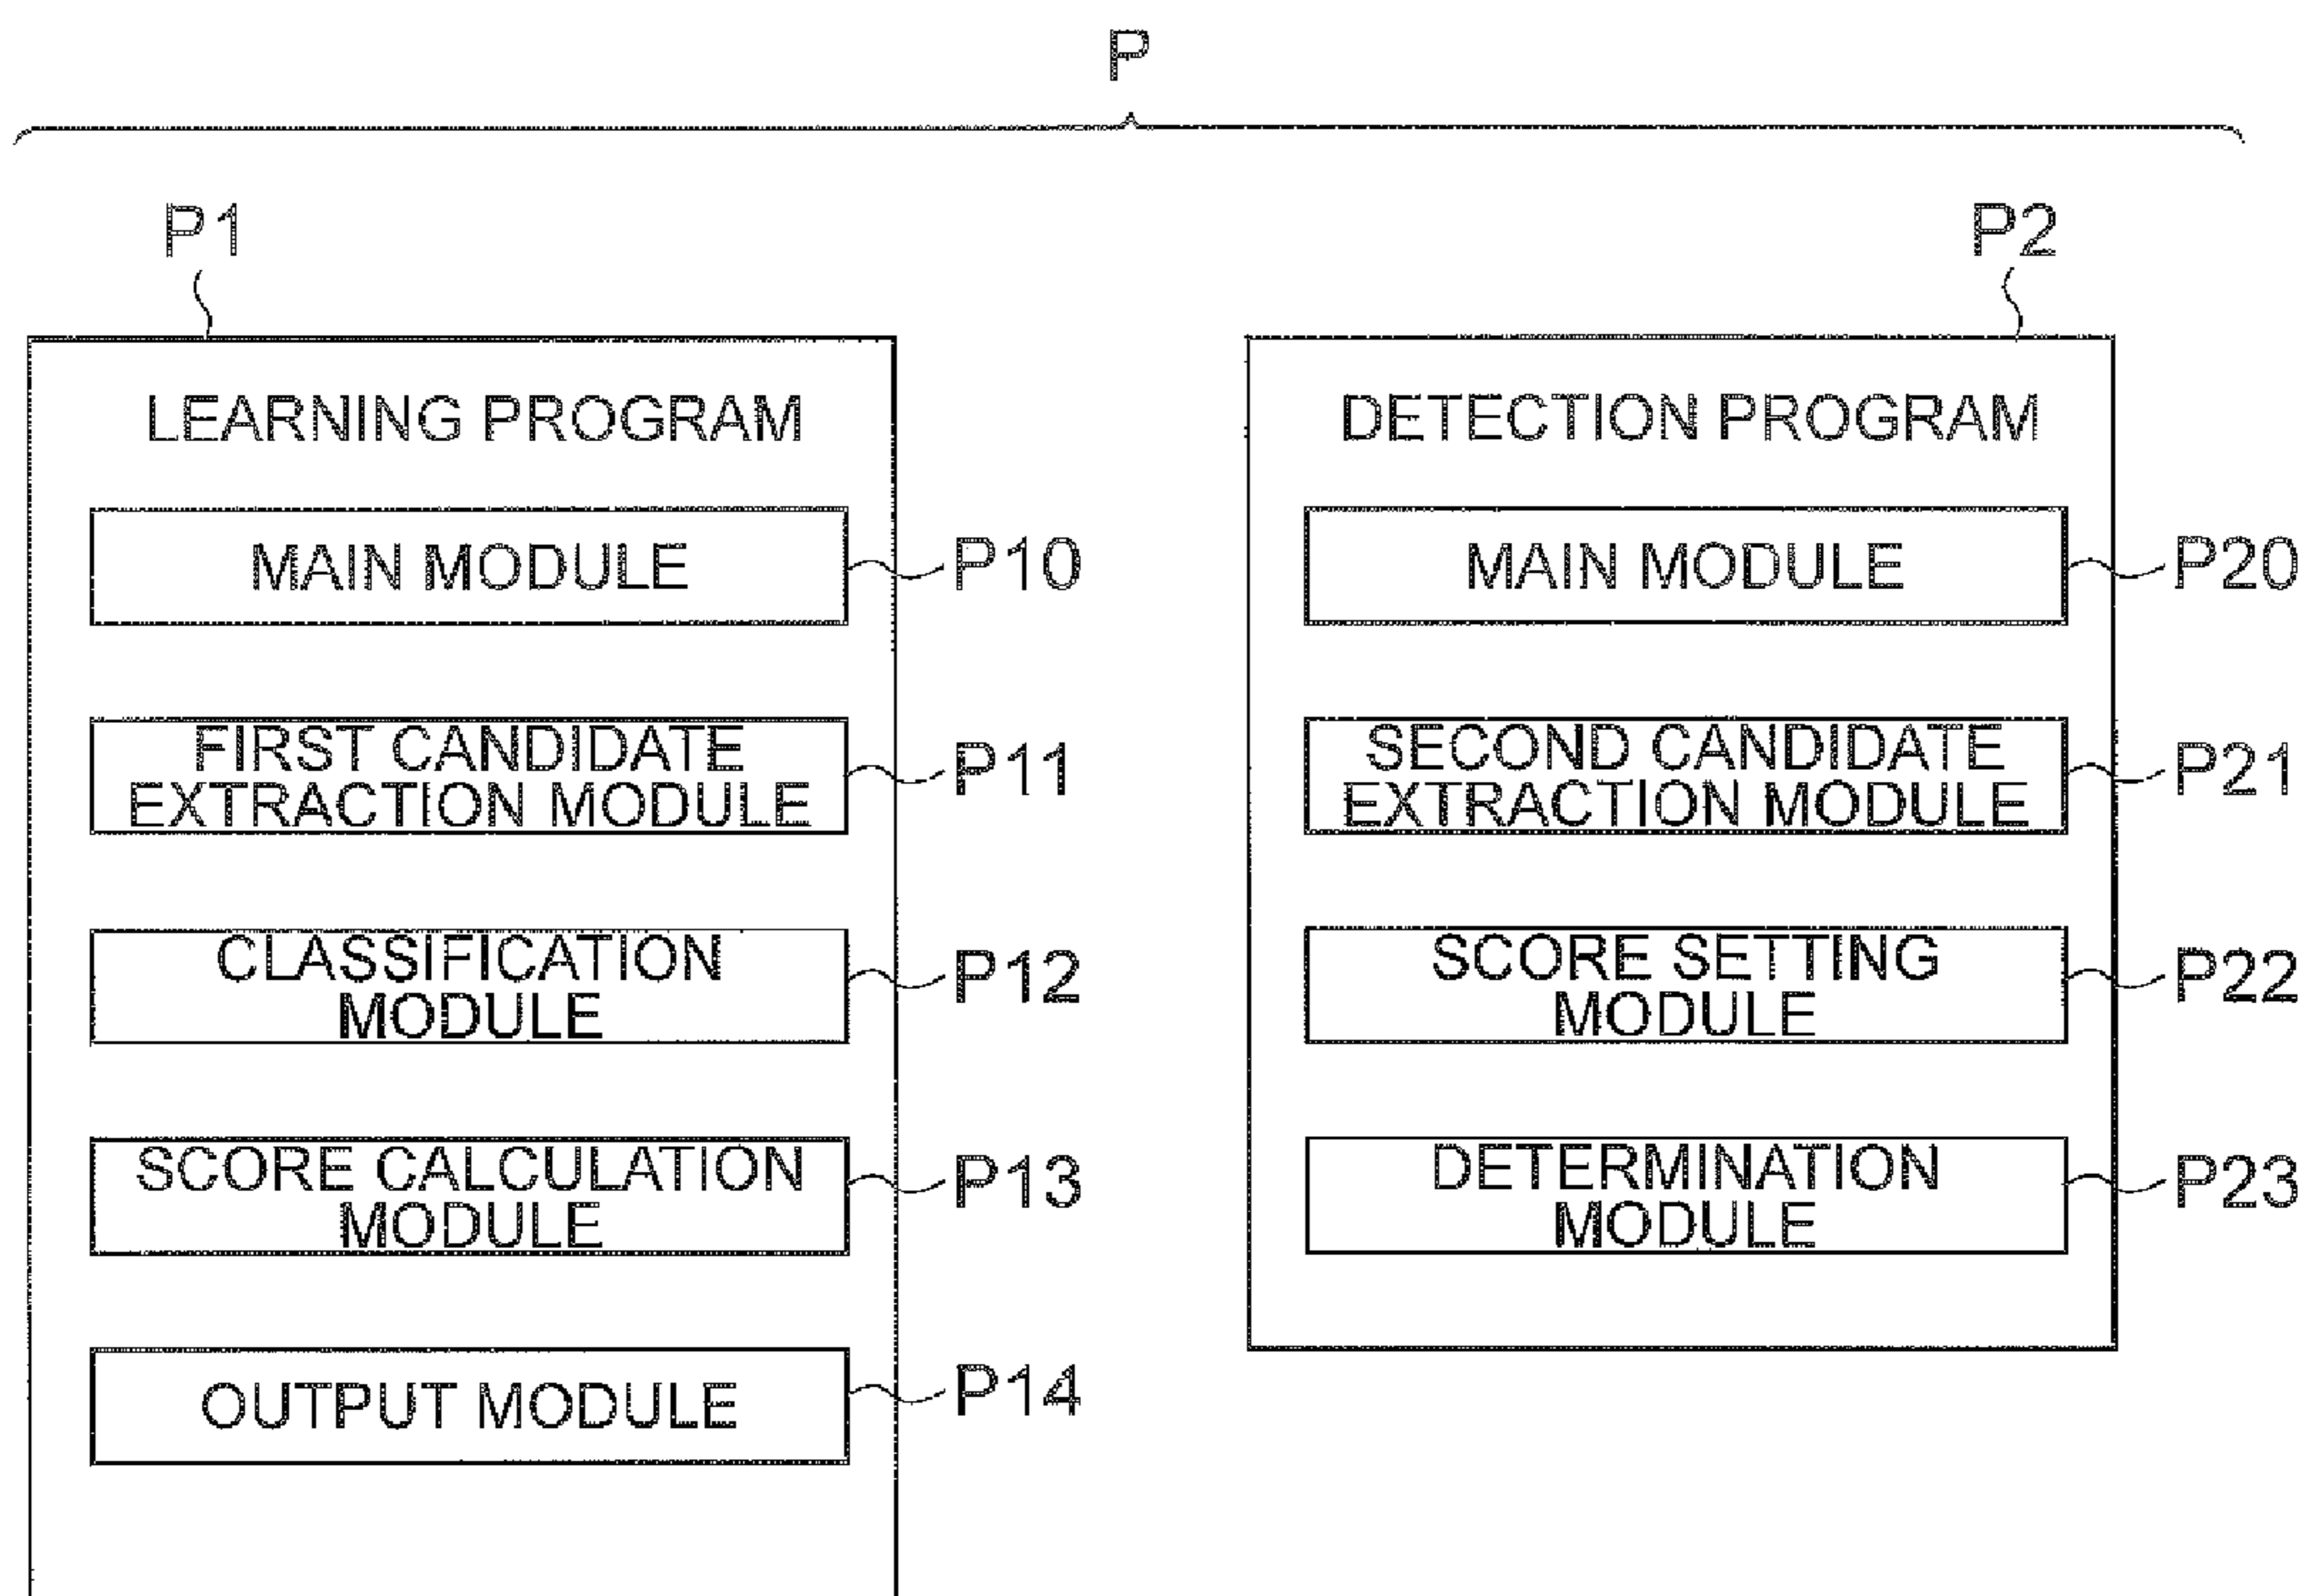 P
P1
LEARNING PROGRAM
MAIN MODULE
P10
FIRST CANDIDATE
EXTRACTION MODULE
P11
CLASSIFICATION
MODULE
P12
SCORE CALCULATION
MODULE
P13
OUTPUT MODULE
P14
P2
DETECTION PROGRAM
MAIN MODULE
P20
SECOND CANDIDATE
EXTRACTION MODULE
P21
SCORE SETTING
MODULE
P22
DETERMINATION
MODULE
P23